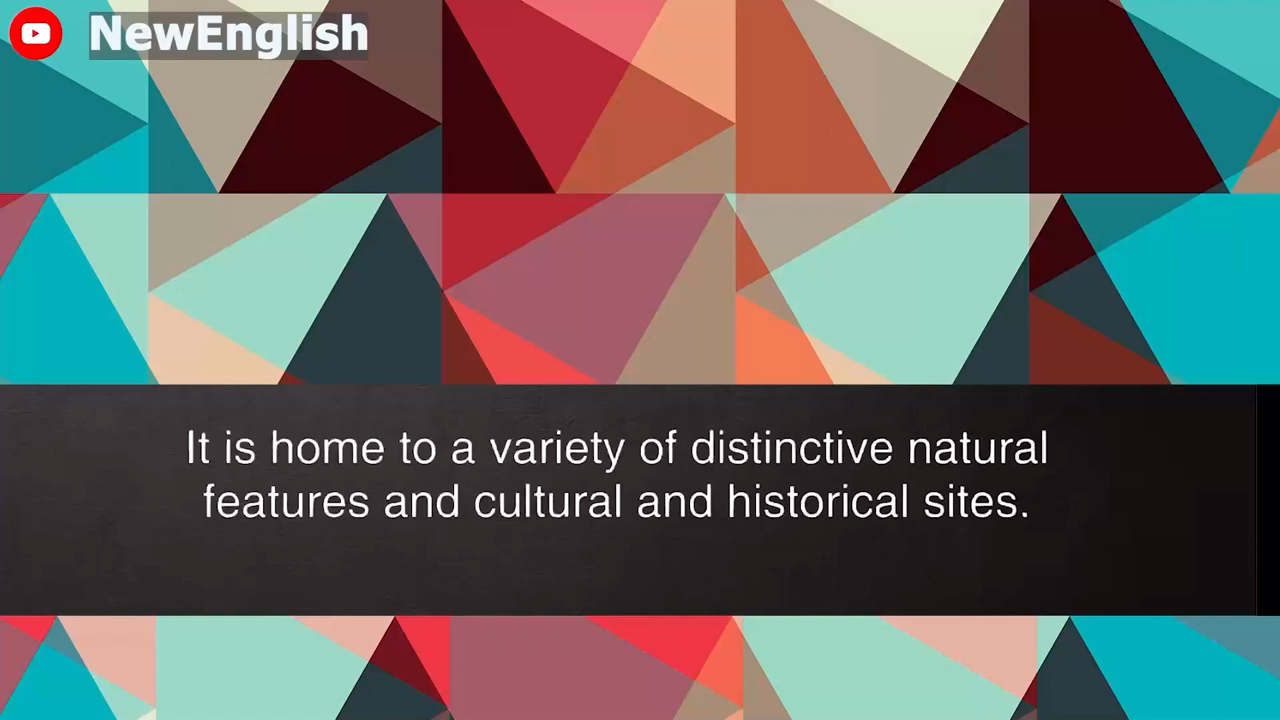 NewEnglish
It is home to a variety of distinctive natural
features and cultural and historical sites.